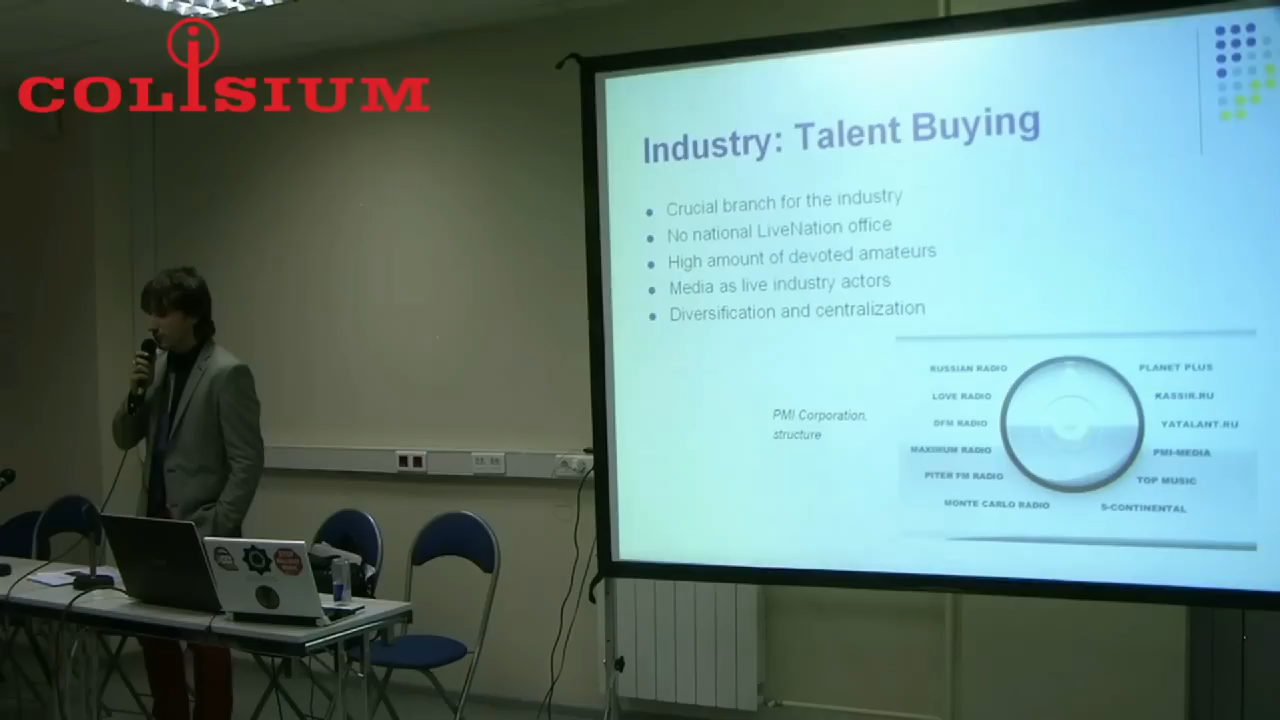 COLISIUM
Industry: Talent Buying
Crucial branch for the industry
No national LiveNation office
High amount of devoted amateurs
Media as live industry actors
Diversification and centralization
PMI Corporation,
structure
RUSSIAN RADIO
LOVE RADIO
DFM RADIO
MAXIMUM RADIO
PITER FM RADIO
MONTE CARLO RADIO
PLANET PLUS
KASSIR.RU
YATALANT.RU
PMI-MEDIA
TOP MUSIC
S-CONTINENTAL